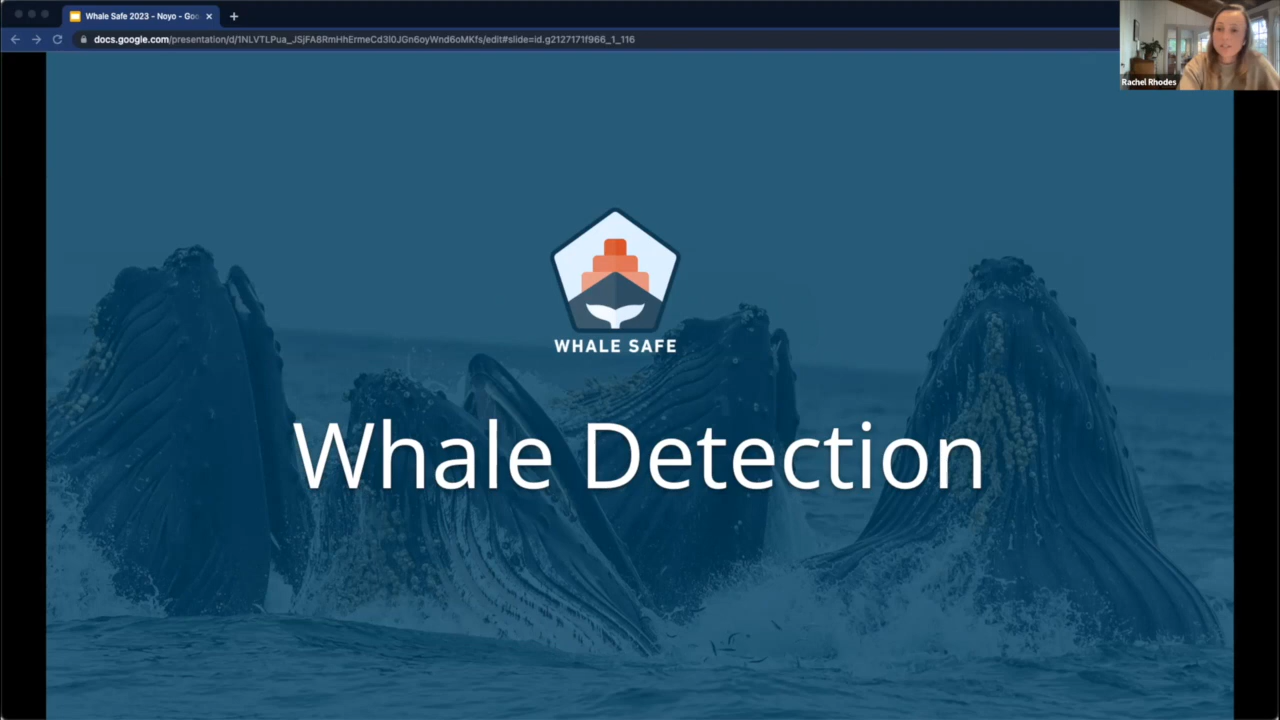 Whale Safe 2023 - Noyo - Goo
docs.google.com/presentation/d/1NLVTLPua_JSjFA8RmHhErmeCd3I0JGn6oyWnd6oMKfs/edit#slide=id.g2127171f966_1_116
Rachel Rhodes
WHALE SAFE
Whale Detection